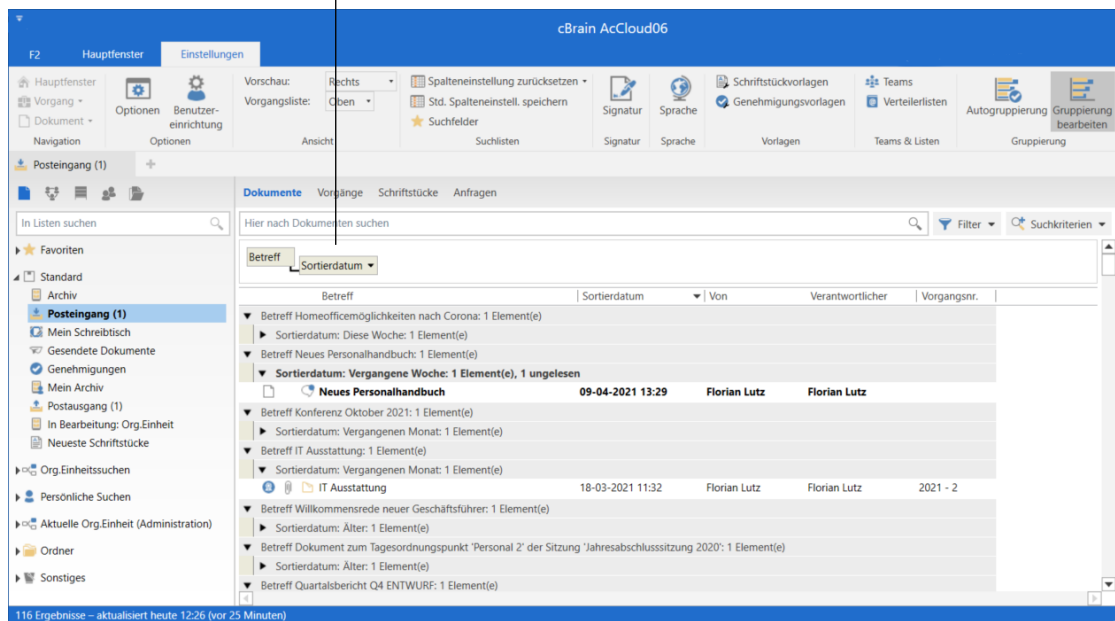 cBrain AcCloud06
F2 Hauptfenster Einstellungen
Hauptfenster
Vorgang
Dokument
Navigation
Optionen
Benutzer-
einrichtung
Optionen
Vorschau: Rechts
Vorgangsliste: Oben
Ansicht
Spalteneinstellung zurücksetzen
Std. Spalteneinstell. speichern
Suchfelder
Suchlisten
Signatur
Signatur
Sprache
Sprache
Schriftstückvorlagen
Genehmigungsvorlagen
Vorlagen
Teams
Verteilerlisten
Teams & Listen
Autogruppierung
Gruppierung
bearbeiten
Gruppierung
Posteingang (1)
In Listen suchen
Favoriten
Standard
Archiv
Posteingang (1)
Mein Schreibtisch
Gesendete Dokumente
Genehmigungen
Mein Archiv
Postausgang (1)
In Bearbeitung: Org.Einheit
Neueste Schriftstücke
Org.Einheitssuchen
Persönliche Suchen
Aktuelle Org.Einheit (Administration)
Ordner
Sonstiges
Dokumente Vorgänge Schriftstücke Anfragen
Hier nach Dokumenten suchen
Filter
Suchkriterien
Betreff
Sortierdatum
Betreff Sortierdatum Von Verantwortlicher Vorgangsnr.
Betreff Homeofficemöglichkeiten nach Corona: 1 Element(e)
Sortierdatum: Diese Woche: 1 Element(e)
Betreff Neues Personalhandbuch: 1 Element(e)
Sortierdatum: Vergangene Woche: 1 Element(e), 1 ungelesen
Neues Personalhandbuch 09-04-2021 13:29 Florian Lutz Florian Lutz
Betreff Konferenz Oktober 2021: 1 Element(e)
Sortierdatum: Vergangenen Monat: 1 Element(e)
Betreff IT Ausstattung: 1 Element(e)
Sortierdatum: Vergangenen Monat: 1 Element(e)
IT Ausstattung 18-03-2021 11:32 Florian Lutz Florian Lutz 2021 - 2
Betreff Willkommensrede neuer Geschäftsführer: 1 Element(e)
Sortierdatum: Älter: 1 Element(e)
Betreff Dokument zum Tagesordnungspunkt 'Personal 2' der Sitzung 'Jahresabschlusssitzung 2020': 1 Element(e)
Sortierdatum: Älter: 1 Element(e)
Betreff Quartalsbericht Q4 ENTWURF: 1 Element(e)
116 Ergebnisse – aktualisiert heute 12:26 (vor 25 Minuten)